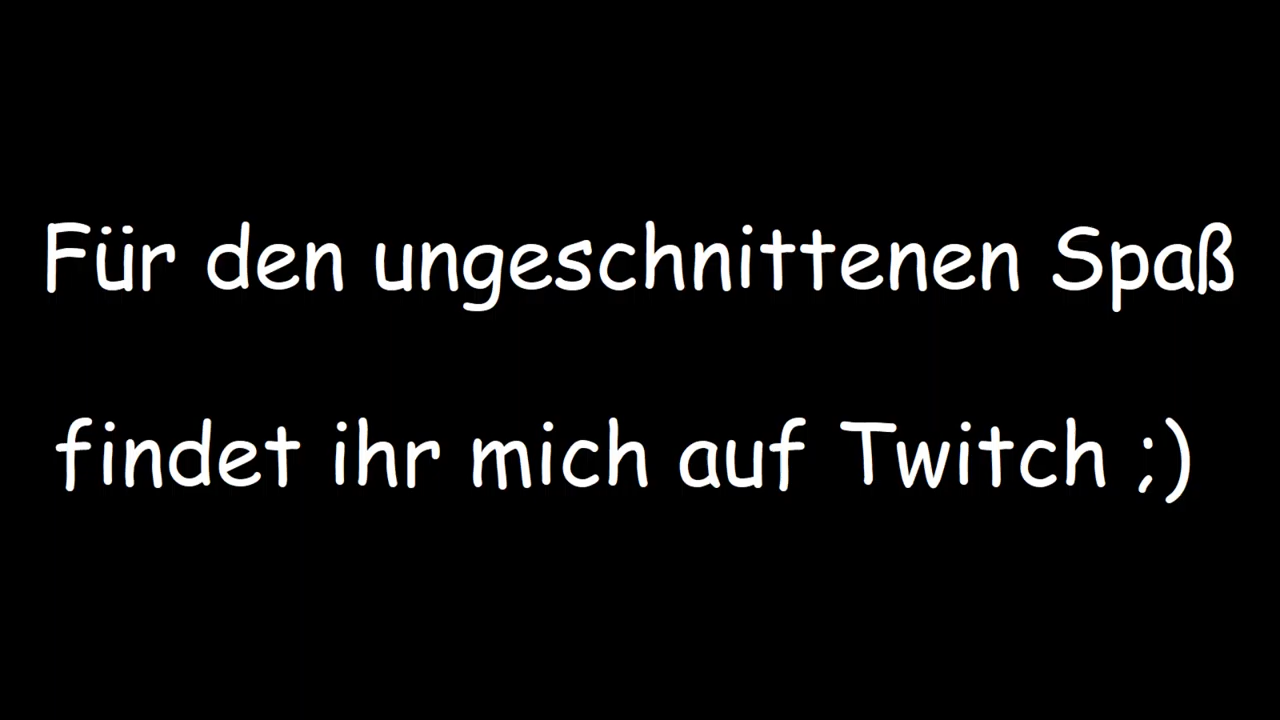 Für den ungeschnittenen Spaß
findet ihr mich auf Twitch ;)